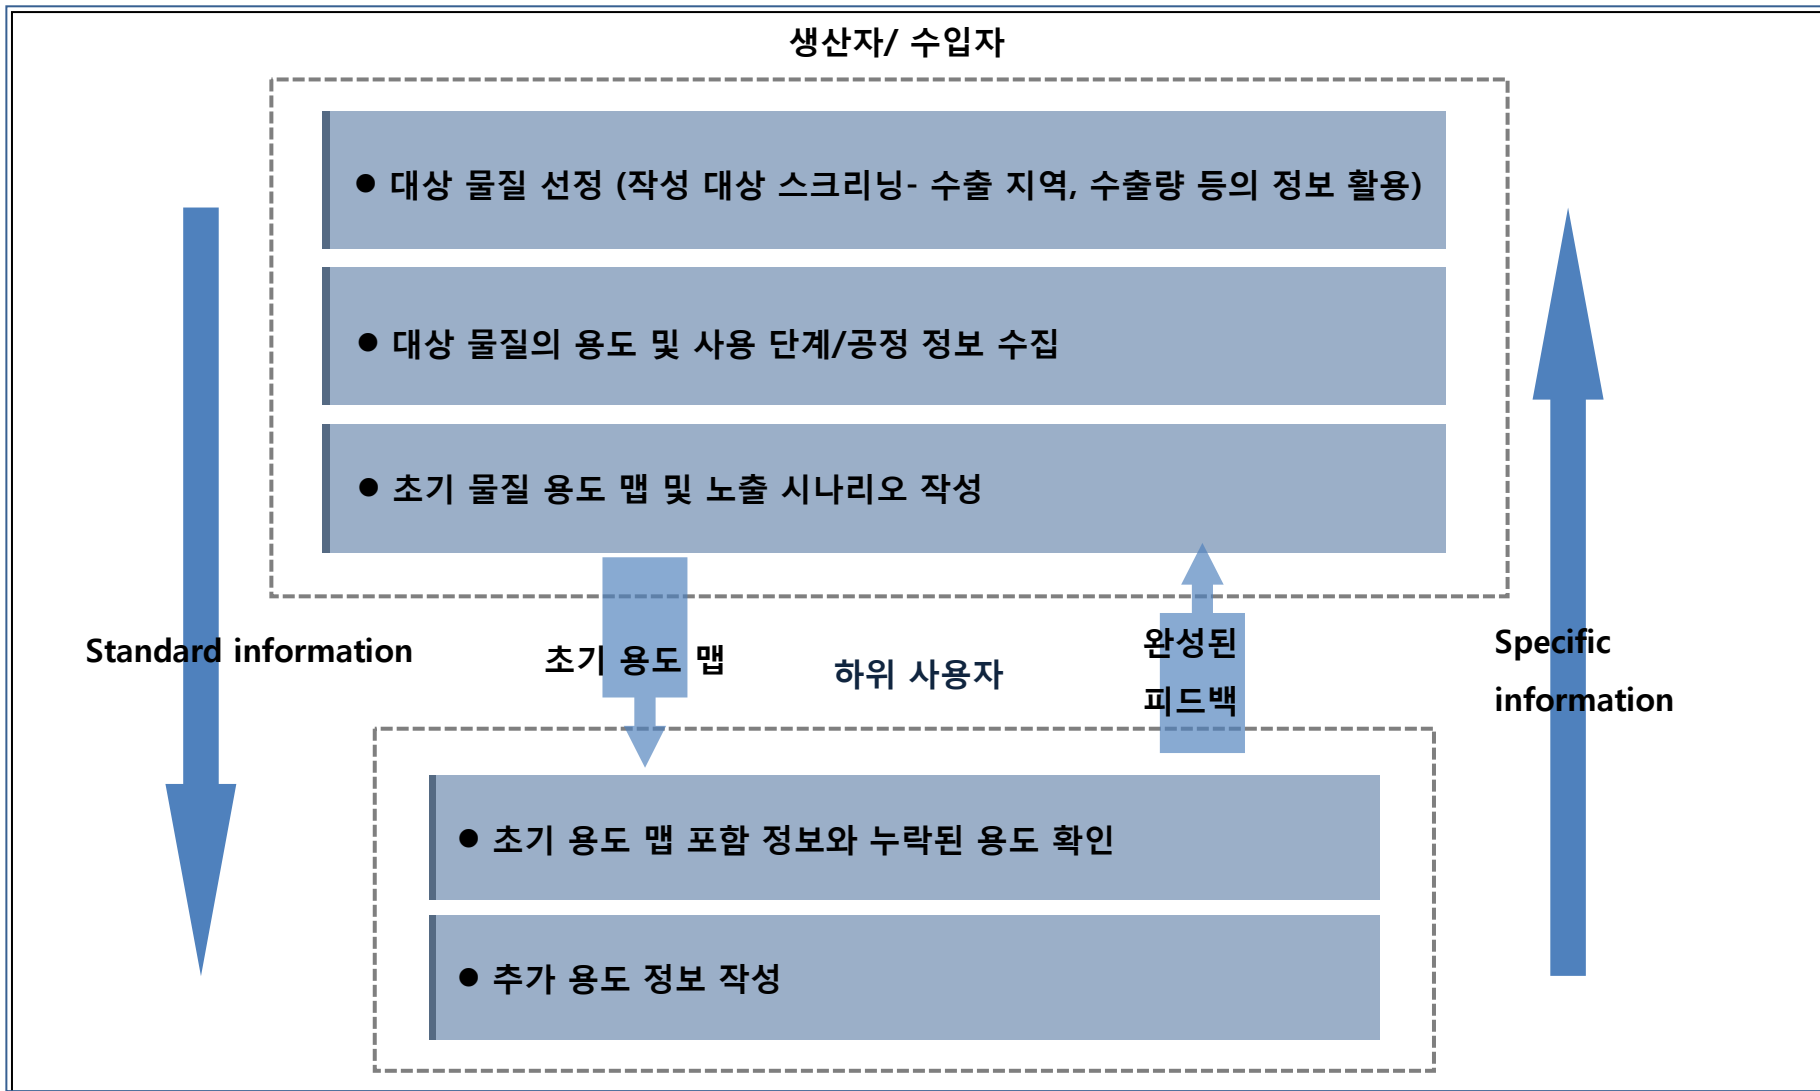 생산자/ 수입자
● 대상 물질 선정 (작성 대상 스크리닝- 수출 지역, 수출량 등의 정보 활용)
● 대상 물질의 용도 및 사용 단계/공정 정보 수집
● 초기 물질 용도 맵 및 노출 시나리오 작성
Standard information
초기 용도 맵
하위 사용자
완성된
피드백
Specific
information
● 초기 용도 맵 포함 정보와 누락된 용도 확인
● 추가 용도 정보 작성